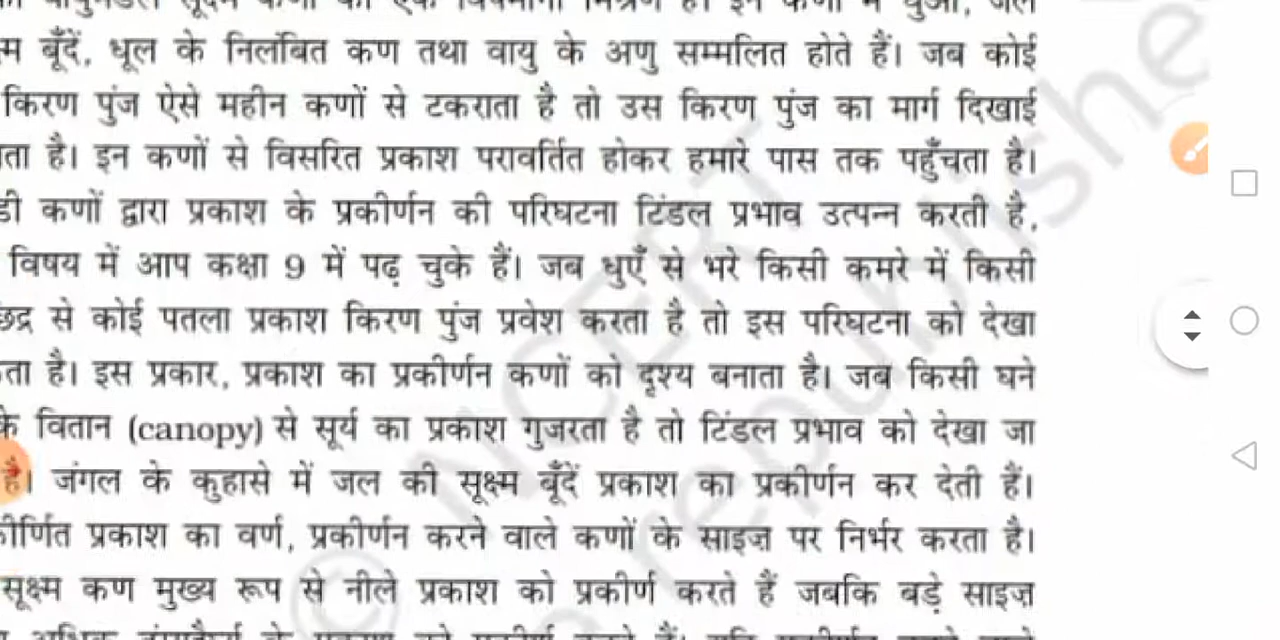 बूँदें, धूल के निलंबित कण तथा वायु के अणु सम्मलित होते हैं। जब कोई
किरण पुंज ऐसे महीन कणों से टकराता है तो उस किरण पुंज का मार्ग दिखाई
ता है। इन कणों से विसरित प्रकाश परावर्तित होकर हमारे पास तक पहुँचता है।
कणों द्वारा प्रकाश के प्रकीर्णन की परिघटना टिंडल प्रभाव उत्पन्न करती है,
विषय में आप कक्षा 9 में पढ़ चुके हैं। जब धुएँ से भरे किसी कमरे में किसी
से कोई पतला प्रकाश किरण पुंज प्रवेश करता है तो इस परिघटना को देखा
ता है। इस प्रकार, प्रकाश का प्रकीर्णन कणों को दृश्य बनाता है। जब किसी घने
के वितान (canopy) से सूर्य का प्रकाश गुजरता है तो टिंडल प्रभाव को देखा जा
है। जंगल के कुहासे में जल की सूक्ष्म बूँदें प्रकाश का प्रकीर्णन कर देती हैं।
प्रकाश का वर्ण, प्रकीर्णन करने वाले कणों के साइज़ पर निर्भर करता है।
सूक्ष्म कण मुख्य रूप से नीले प्रकाश को प्रकीर्ण करते हैं जबकि बड़े साइज़
© NCERT
republishe